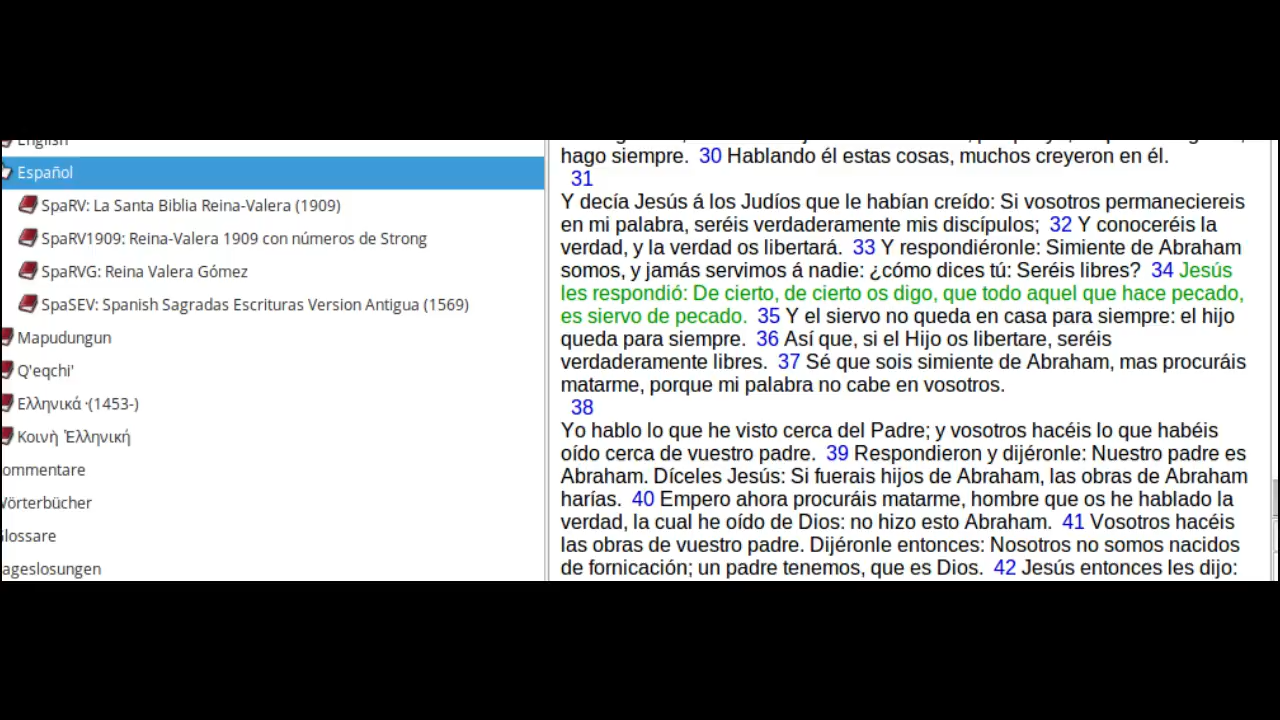 English
Español
SpaRV: La Santa Biblia Reina-Valera (1909)
SpaRV1909: Reina-Valera 1909 con números de Strong
SpaRVG: Reina Valera Gómez
SpaSEV: Spanish Sagradas Escrituras Version Antigua (1569)
Mapudungun
Q'eqchi'
Ελληνικά ·(1453-)
Κοινὴ Ἑλληνική
ommentare
Wörterbücher
lossare
ageslosungen
hago siempre. 30 Hablando él estas cosas, muchos creyeron en él.
31
Y decía Jesús á los Judíos que le habían creído: Si vosotros permaneciereis
en mi palabra, seréis verdaderamente mis discípulos; 32 Y conoceréis la
verdad, y la verdad os libertará. 33 Y respondiéronle: Simiente de Abraham
somos, y jamás servimos á nadie: ¿cómo dices tú: Seréis libres? 34 Jesús
les respondió: De cierto, de cierto os digo, que todo aquel que hace pecado,
es siervo de pecado. 35 Y el siervo no queda en casa para siempre: el hijo
queda para siempre. 36 Así que, si el Hijo os libertare, seréis
verdaderamente libres. 37 Sé que sois simiente de Abraham, mas procuráis
matarme, porque mi palabra no cabe en vosotros.
38
Yo hablo lo que he visto cerca del Padre; y vosotros hacéis lo que habéis
oído cerca de vuestro padre. 39 Respondieron y dijéronle: Nuestro padre es
Abraham. Díceles Jesús: Si fuerais hijos de Abraham, las obras de Abraham
harías. 40 Empero ahora procuráis matarme, hombre que os he hablado la
verdad, la cual he oído de Dios: no hizo esto Abraham. 41 Vosotros hacéis
las obras de vuestro padre. Dijéronle entonces: Nosotros no somos nacidos
de fornicación; un padre tenemos, que es Dios. 42 Jesús entonces les dijo: